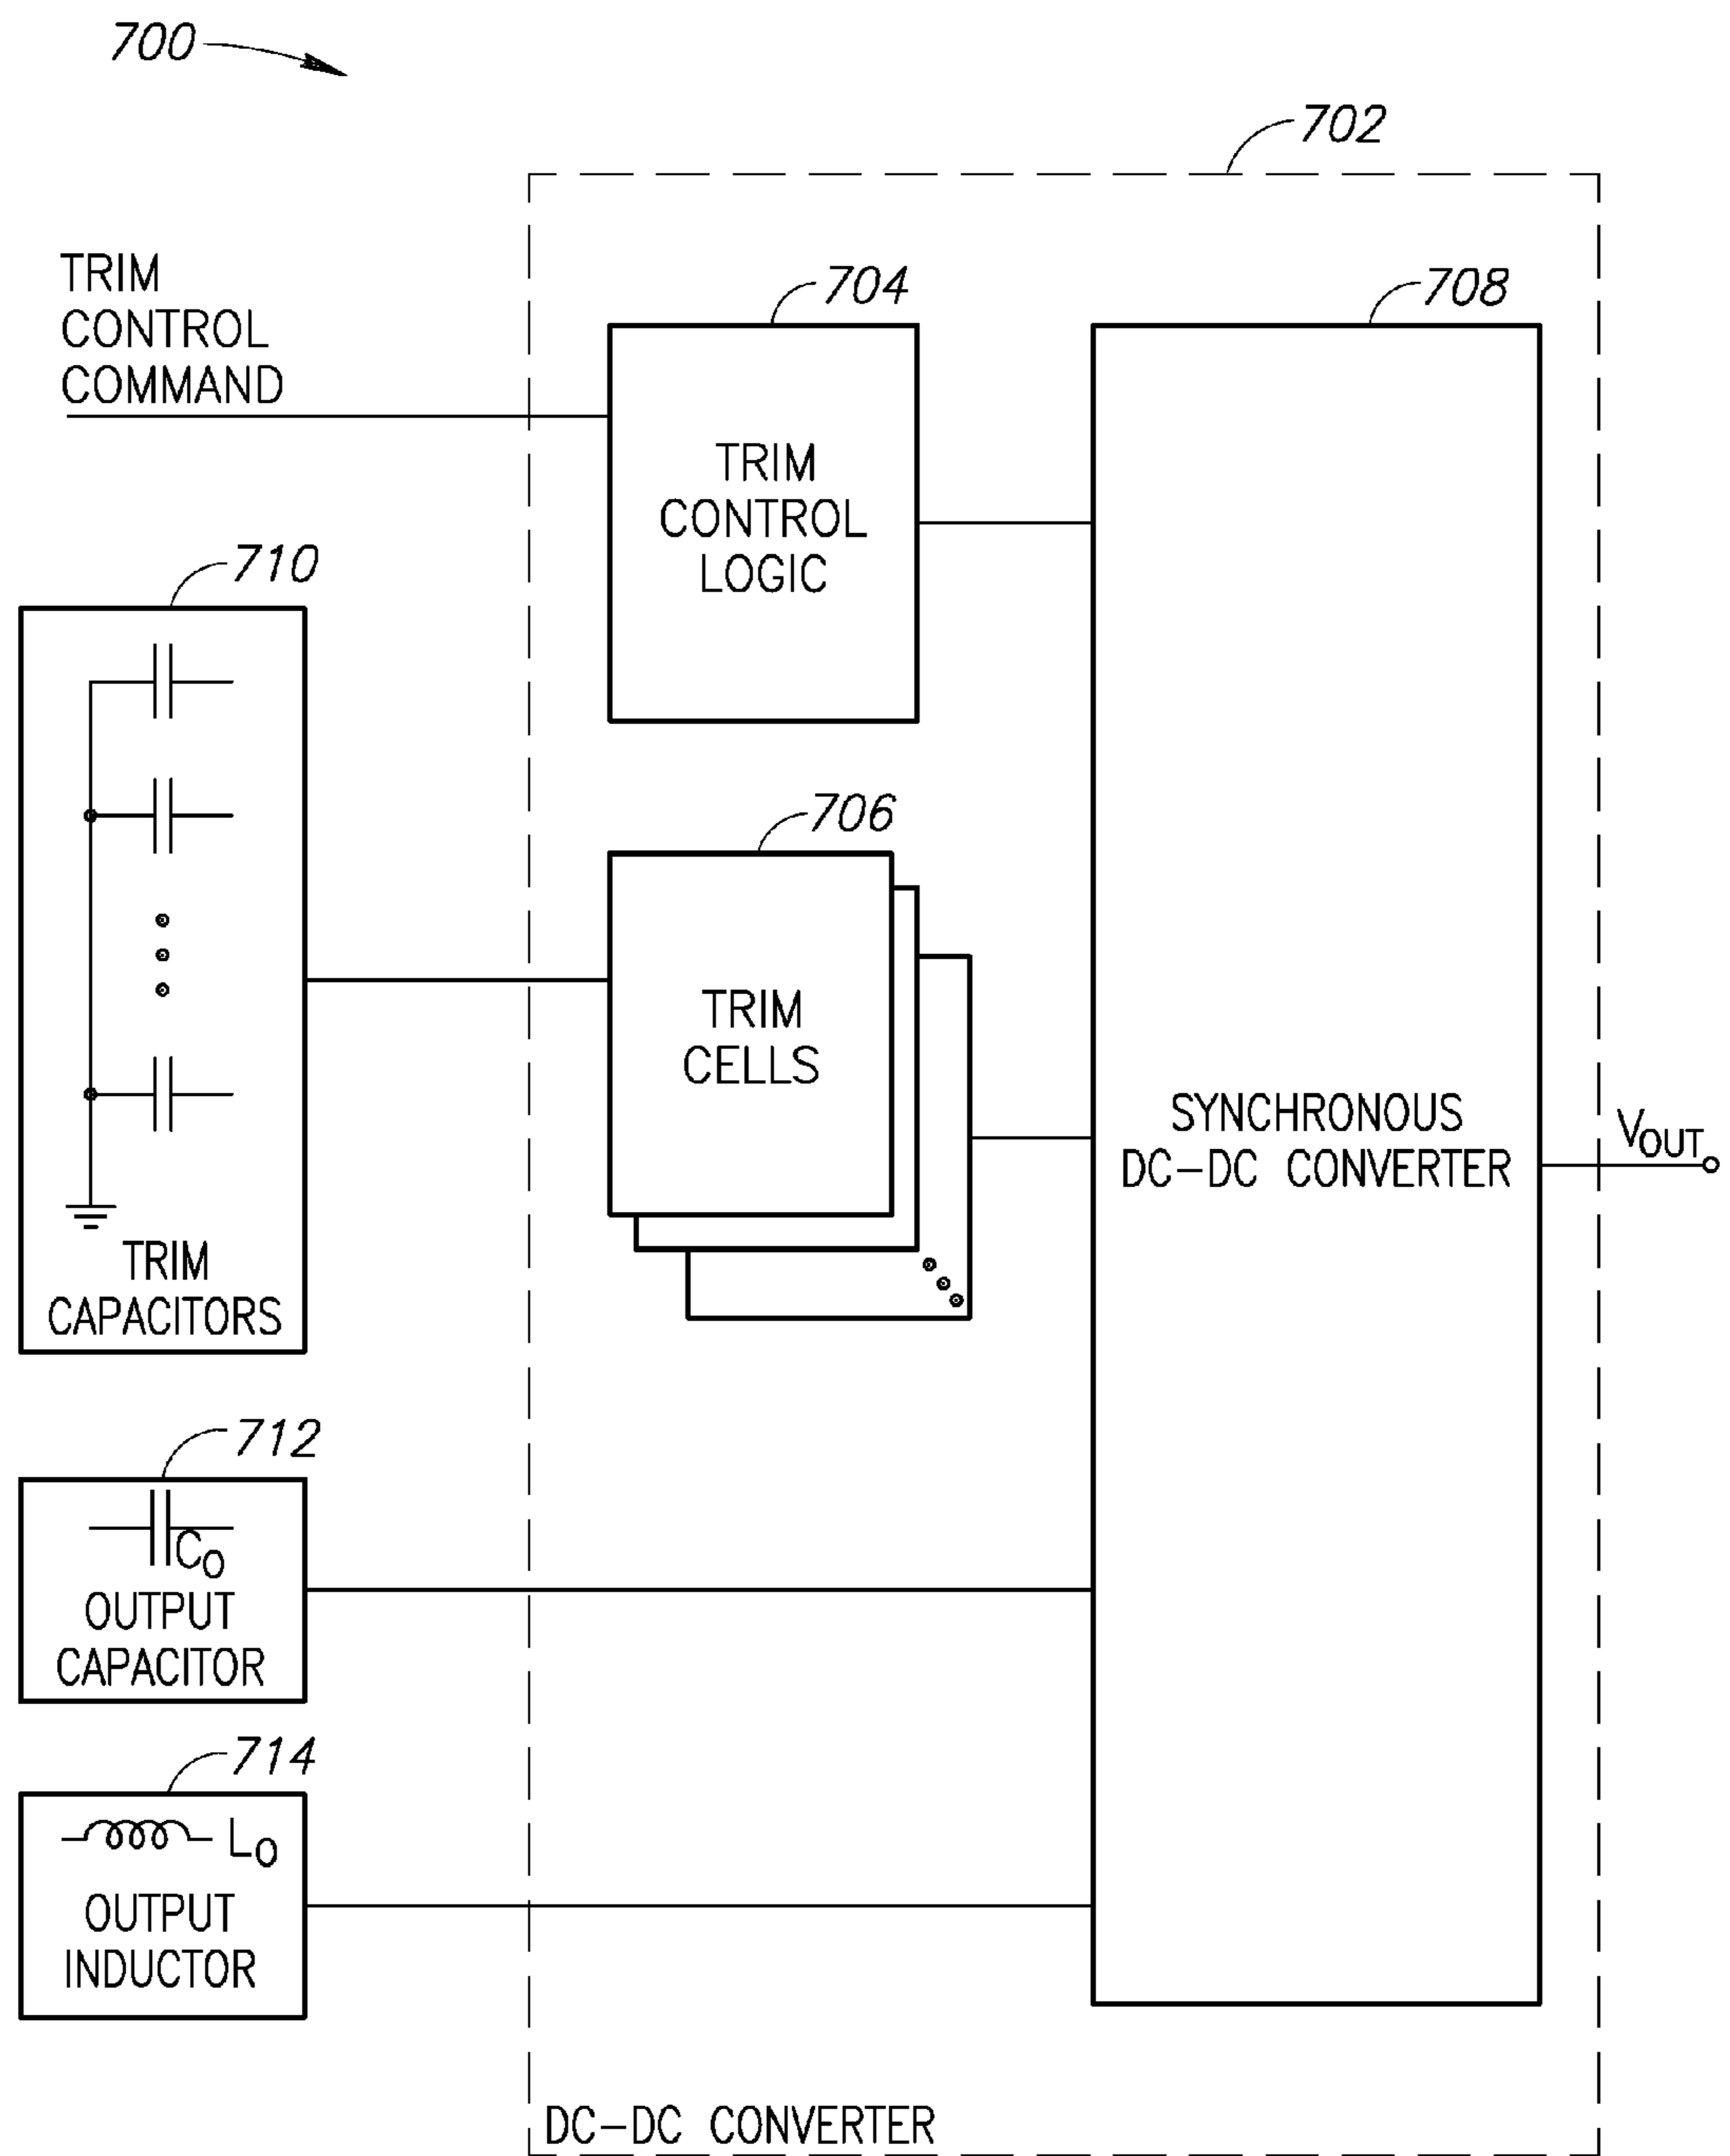 700
702
TRIM
CONTROL
COMMAND
704
708
TRIM
CONTROL
LOGIC
710
706
TRIM
CELLS
SYNCHRONOUS
DC-DC CONVERTER
VOUT
TRIM
CAPACITORS
712
CO
OUTPUT
CAPACITOR
714
LO
OUTPUT
INDUCTOR
DC-DC CONVERTER